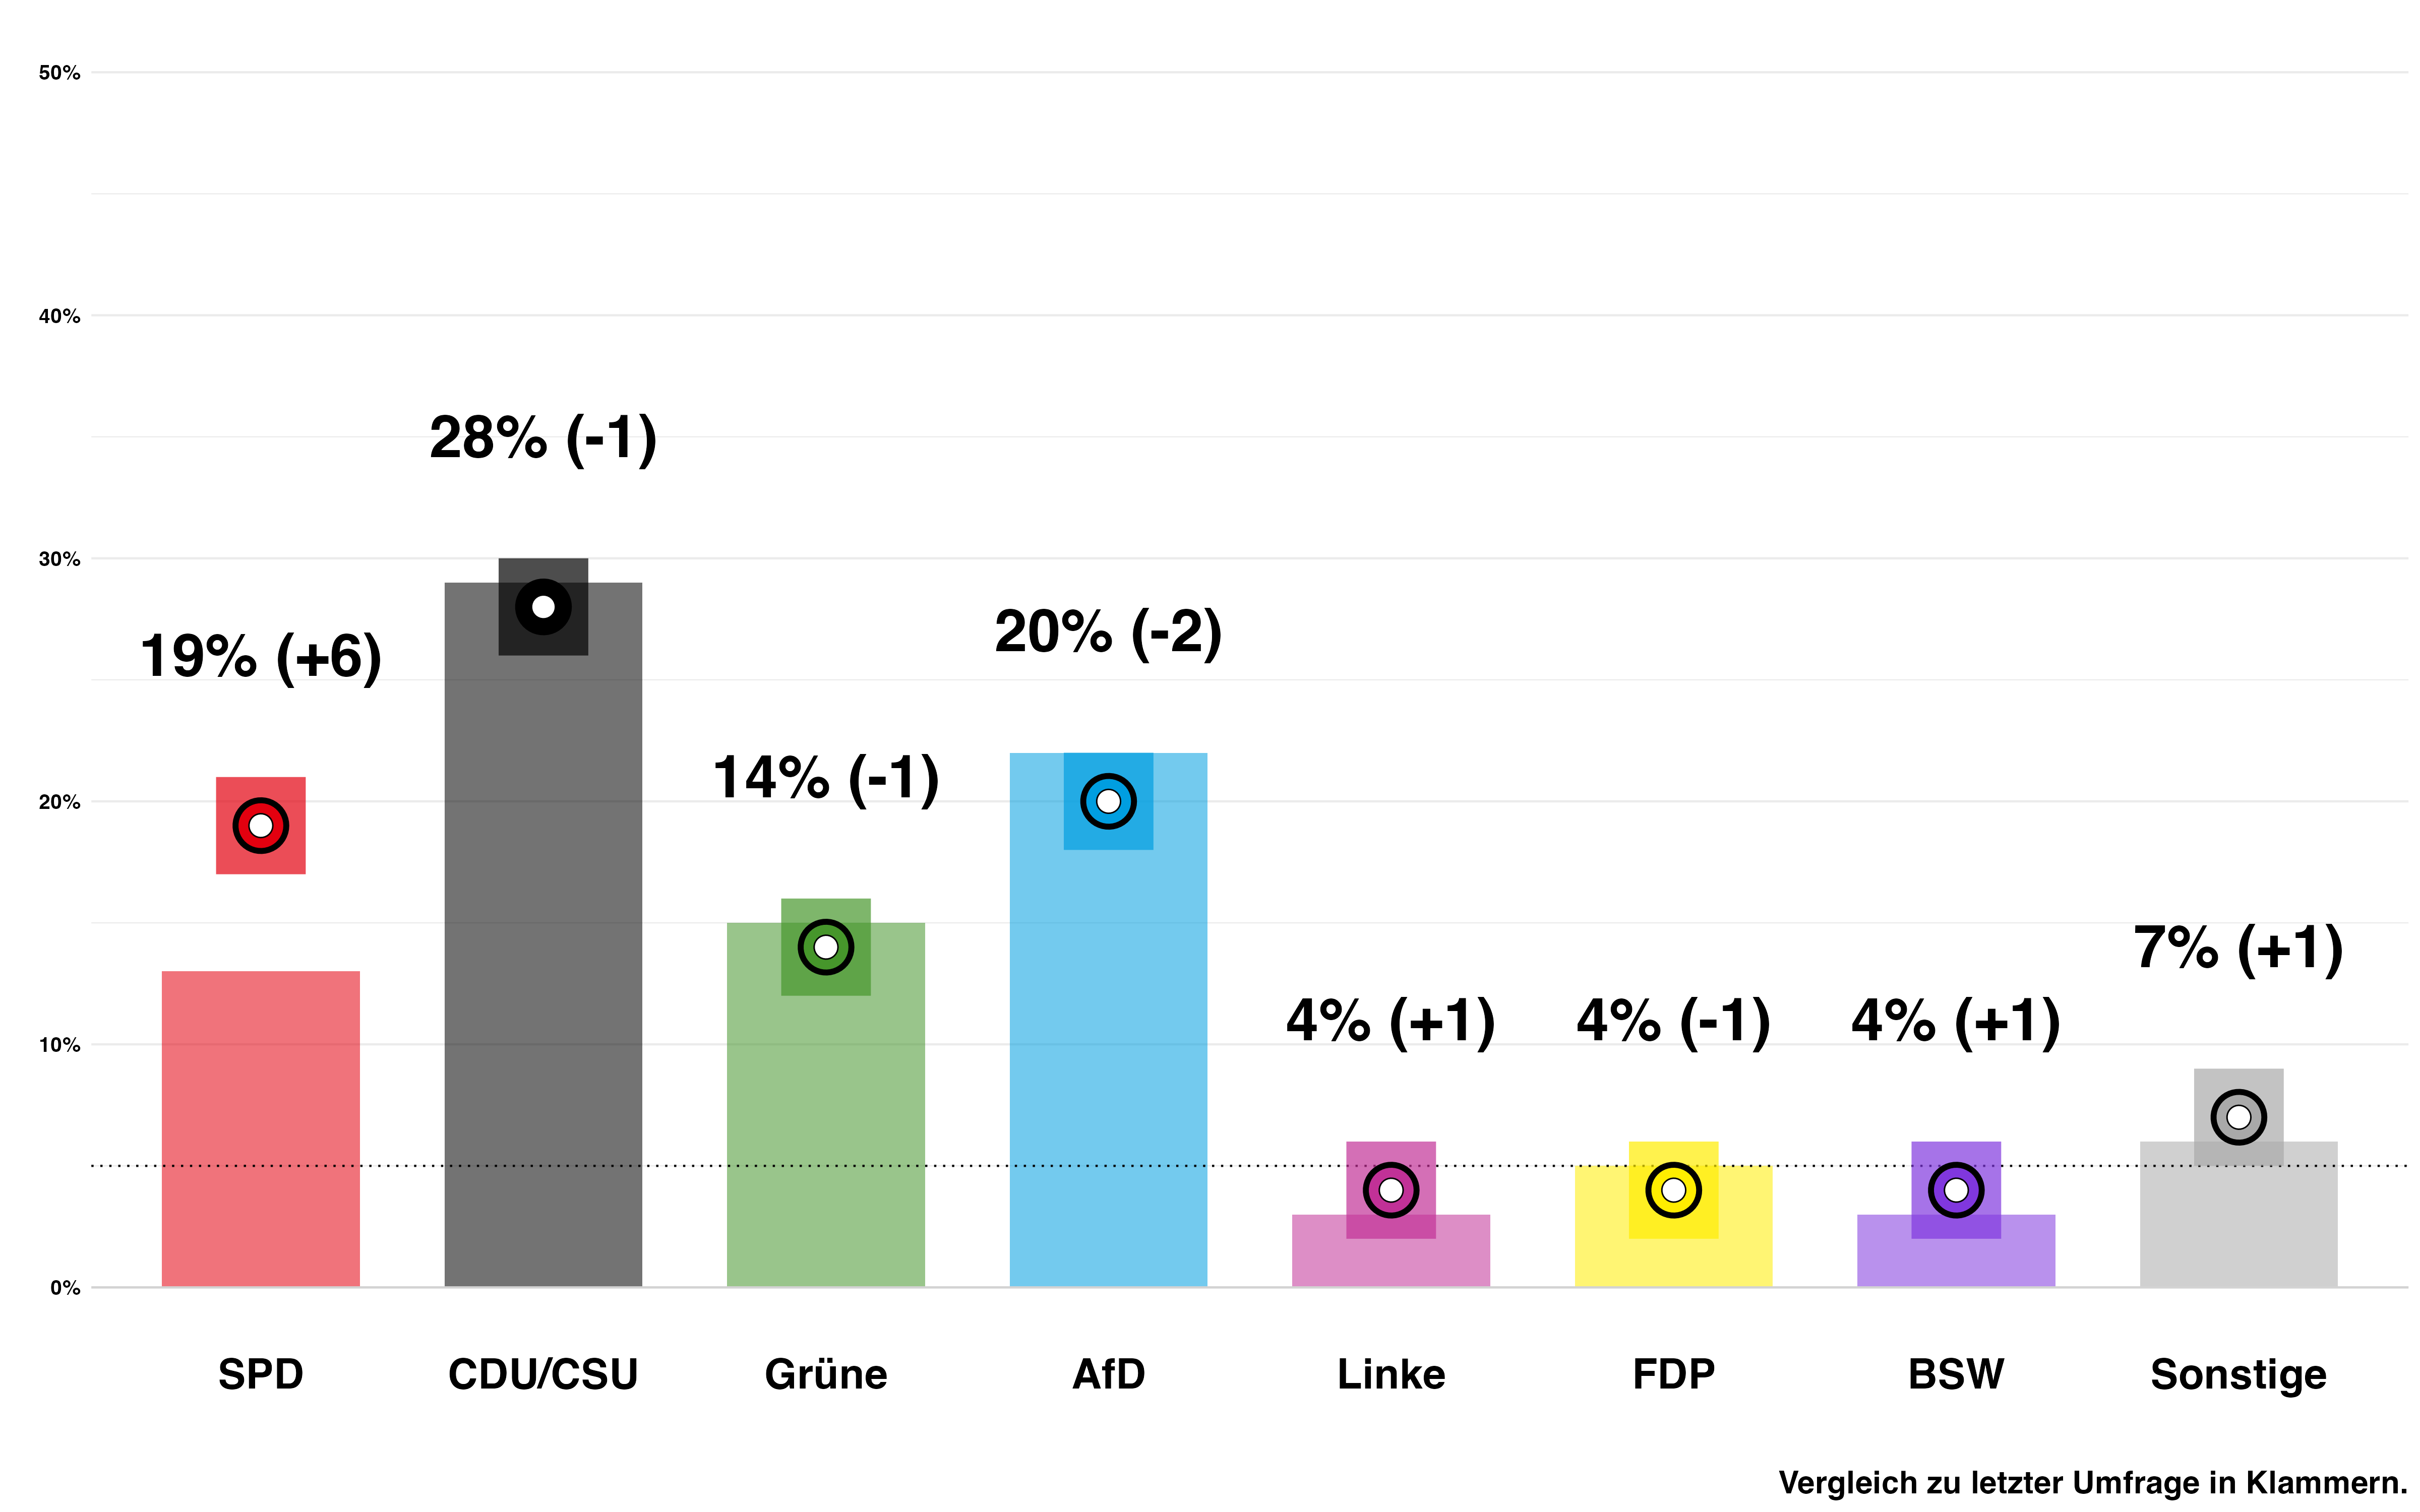 50%
40%
30%
20%
10%
0%
19% (+6)
28% (-1)
14% (-1)
20% (-2)
4% (+1)
4% (-1)
4% (+1)
7% (+1)
SPD
CDU/CSU
Grüne
AfD
Linke
FDP
BSW
Sonstige
Vergleich zu letzter Umfrage in Klammern.